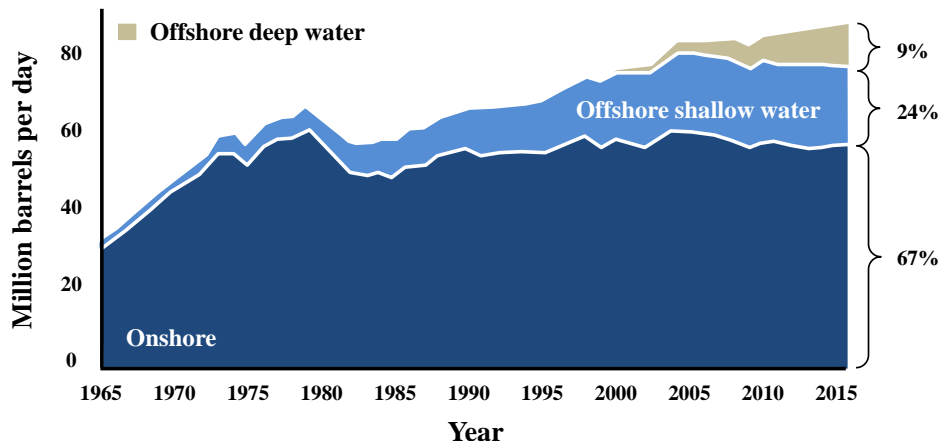 Offshore deep water
Million barrels per day
80
60
40
20
0
Offshore shallow water
Onshore
9%
24%
67%
1965 1970 1975 1980 1985 1990 1995 2000 2005 2010 2015
Year